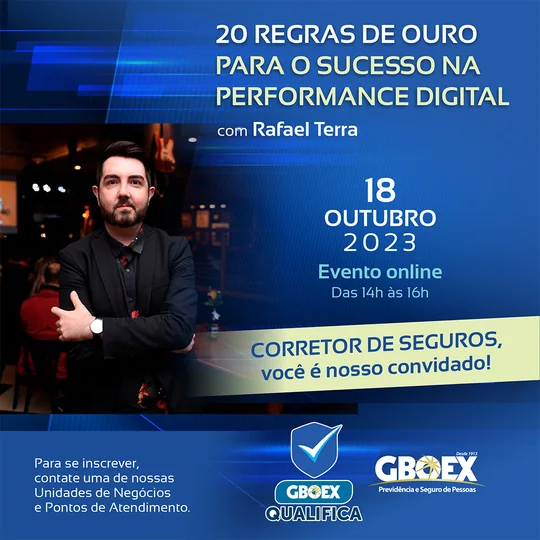 20 REGRAS DE OURO
PARA O SUCESSO NA
PERFORMANCE DIGITAL
com Rafael Terra
18
OUTUBRO
2023
Evento online
Das 14h às 16h
CORRETOR DE SEGUROS,
você é nosso convidado!
Para se inscrever,
contate uma de nossas
Unidades de Negócios
e Pontos de Atendimento.
GBOEX
QUALIFICA
Desde 1913
GBOEX
Previdência e Seguro de Pessoas